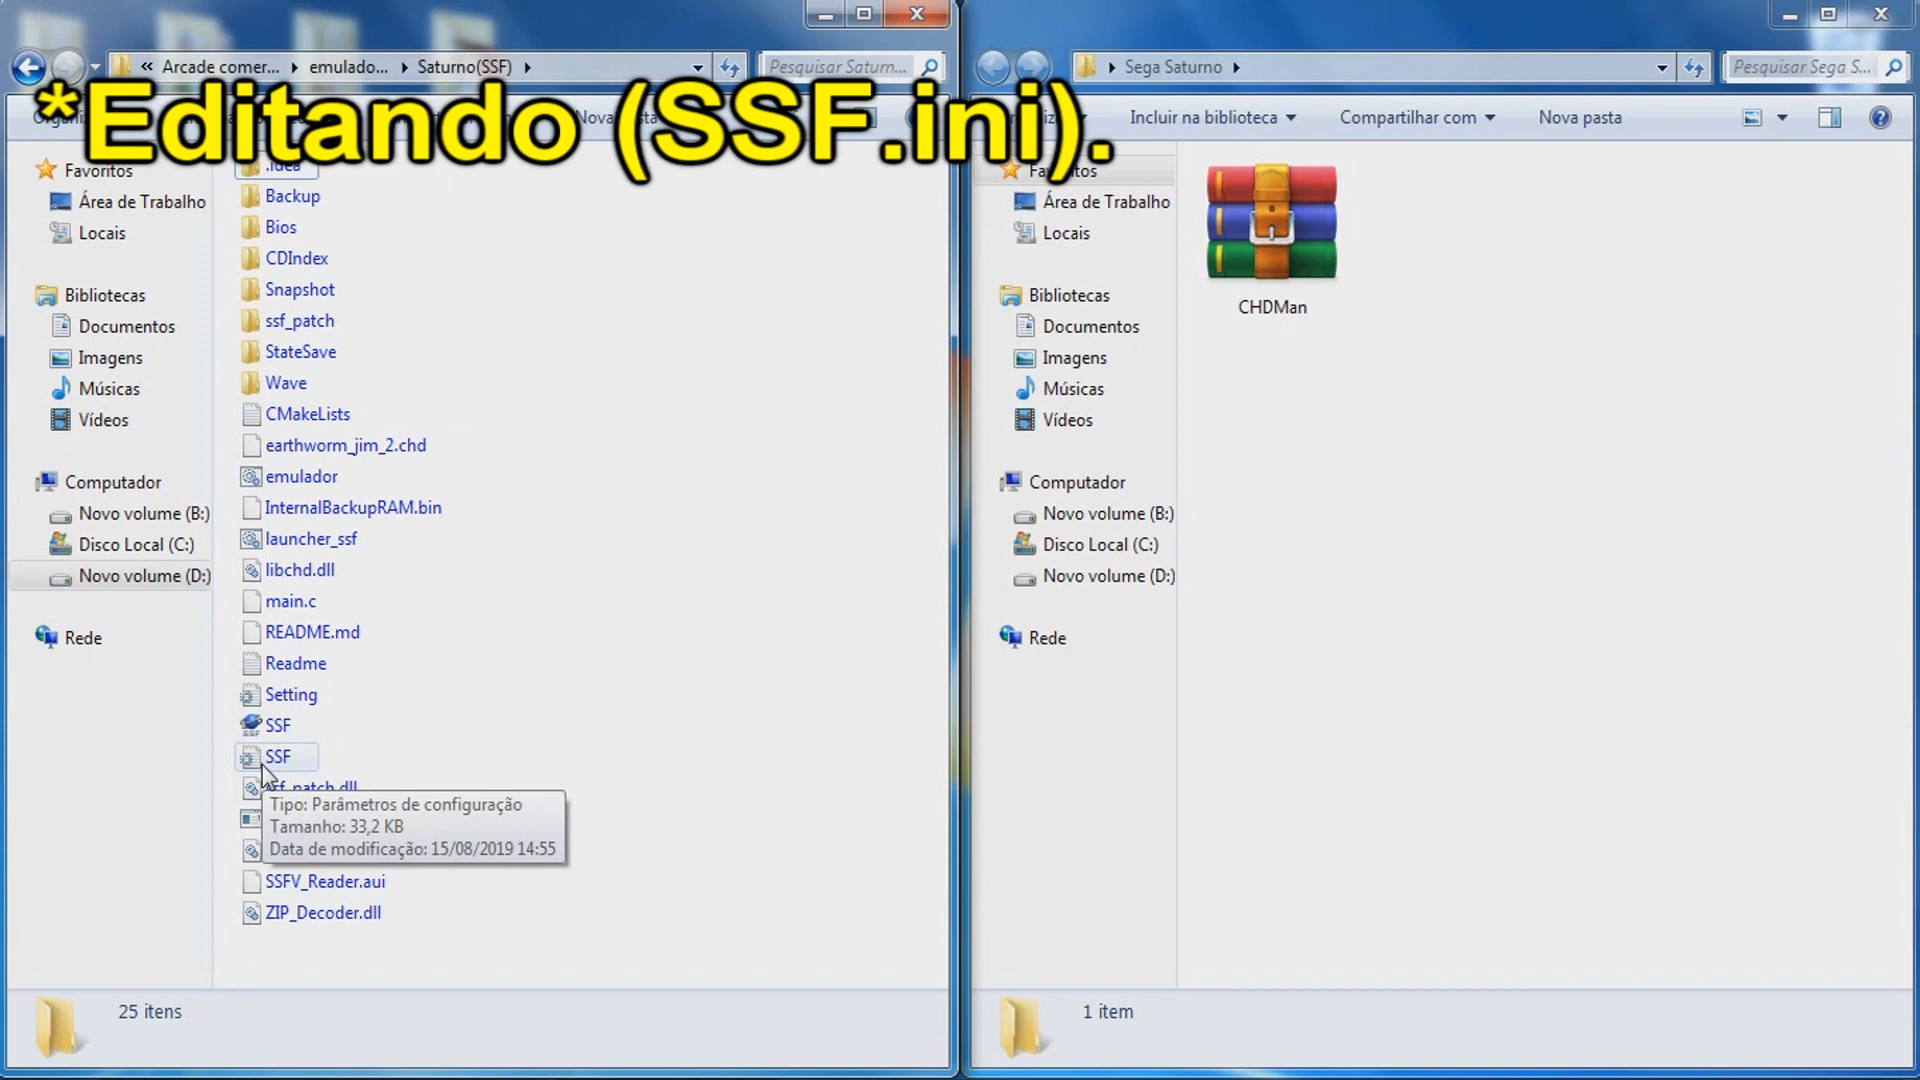 « Arcade comer... emulado... Saturno(SSF)
Pesquisar Saturn...
*Editando (SSF.ini).
Favoritos
Área de Trabalho
Locais
Bibliotecas
Documentos
Imagens
Músicas
Vídeos
Computador
Novo volume (B:)
Disco Local (C:)
Novo volume (D:)
Rede
.idea
Backup
Bios
CDIndex
Snapshot
ssf_patch
StateSave
Wave
CMakeLists
earthworm_jim_2.chd
emulador
InternalBackupRAM.bin
launcher_ssf
libchd.dll
main.c
README.md
Readme
Setting
SSF
SSF
ssf_patch.dll
Tipo: Parâmetros de configuração
Tamanho: 33,2 KB
Data de modificação: 15/08/2019 14:55
SSFV_Reader.aui
ZIP_Decoder.dll
25 itens
Sega Saturno
Pesquisar Sega S...
Incluir na biblioteca
Compartilhar com
Nova pasta
Favoritos
Área de Trabalho
Locais
Bibliotecas
Documentos
Imagens
Músicas
Vídeos
Computador
Novo volume (B:)
Disco Local (C:)
Novo volume (D:)
Rede
CHDMan
1 item